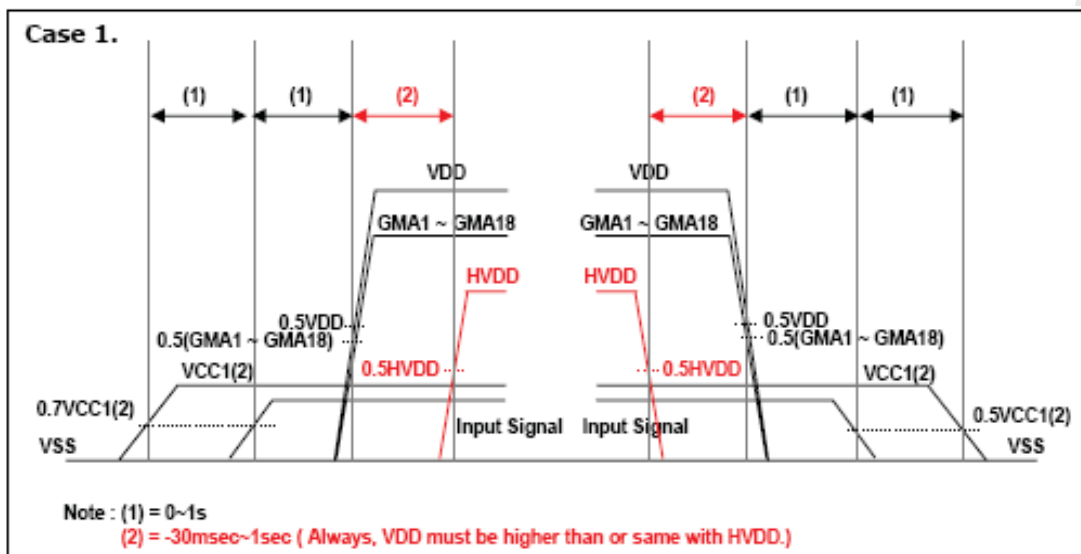 Case 1.
(1) (1) (2) (2) (1) (1)
VDD VDD
GMA1 ~ GMA18 GMA1 ~ GMA18
HVDD HVDD
0.5VDD 0.5VDD
0.5(GMA1 ~ GMA18) 0.5(GMA1 ~ GMA18)
VCC1(2) 0.5HVDD 0.5HVDD VCC1(2)
0.7VCC1(2) 0.5VCC1(2)
Input Signal Input Signal
VSS VSS
Note : (1) = 0~1s
(2) = -30msec~1sec ( Always, VDD must be higher than or same with HVDD.)